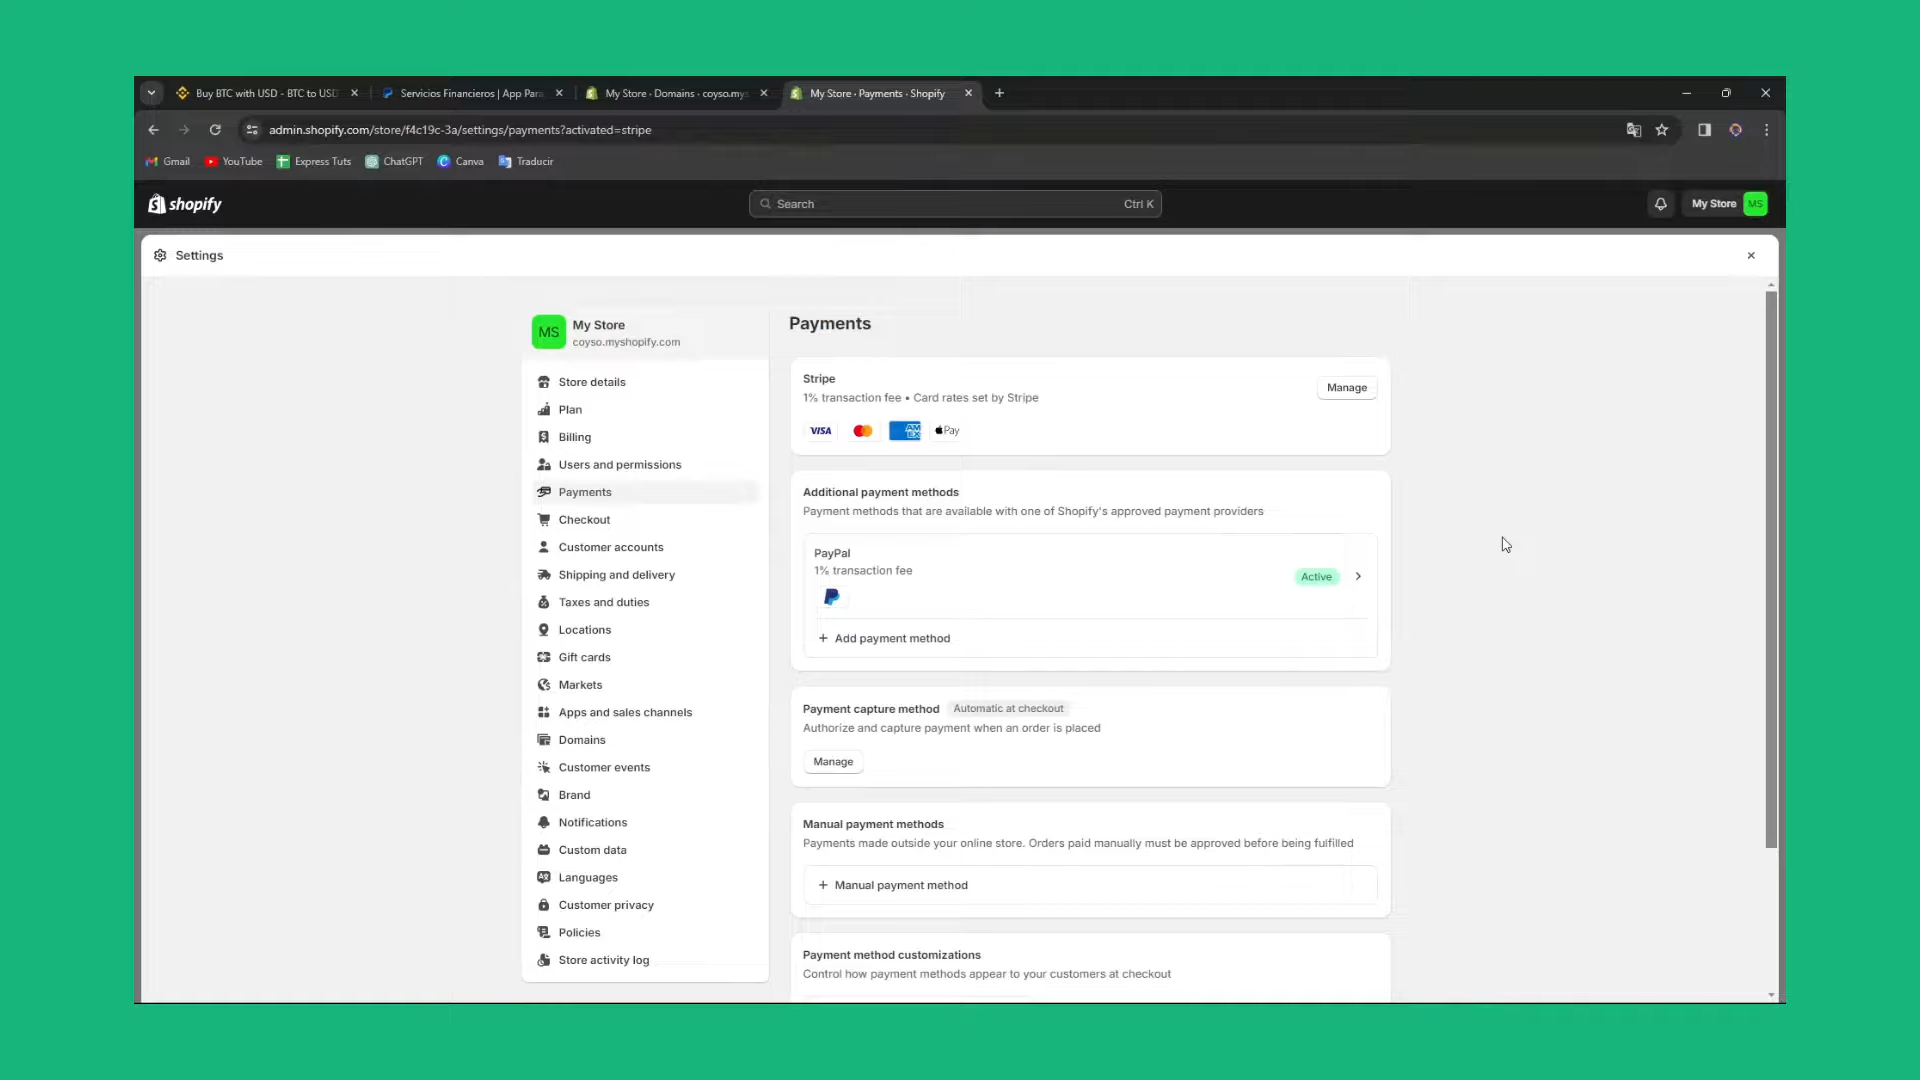 Buy BTC with USD - BTC to USD
Servicios Financieros | App Para
My Store · Domains · coyso.mys
My Store · Payments · Shopify
admin.shopify.com/store/f4c19c-3a/settings/payments?activated=stripe
Gmail
YouTube
Express Tuts
ChatGPT
Canva
Traducir
shopify
Search
Ctrl K
My Store
MS
Settings
MS
My Store
coyso.myshopify.com
Store details
Plan
Billing
Users and permissions
Payments
Checkout
Customer accounts
Shipping and delivery
Taxes and duties
Locations
Gift cards
Markets
Apps and sales channels
Domains
Customer events
Brand
Notifications
Custom data
Languages
Customer privacy
Policies
Store activity log
Payments
Stripe
1% transaction fee • Card rates set by Stripe
Manage
VISA
AMEX
Pay
Additional payment methods
Payment methods that are available with one of Shopify's approved payment providers
PayPal
1% transaction fee
Active
+ Add payment method
Payment capture method
Automatic at checkout
Authorize and capture payment when an order is placed
Manage
Manual payment methods
Payments made outside your online store. Orders paid manually must be approved before being fulfilled
+ Manual payment method
Payment method customizations
Control how payment methods appear to your customers at checkout